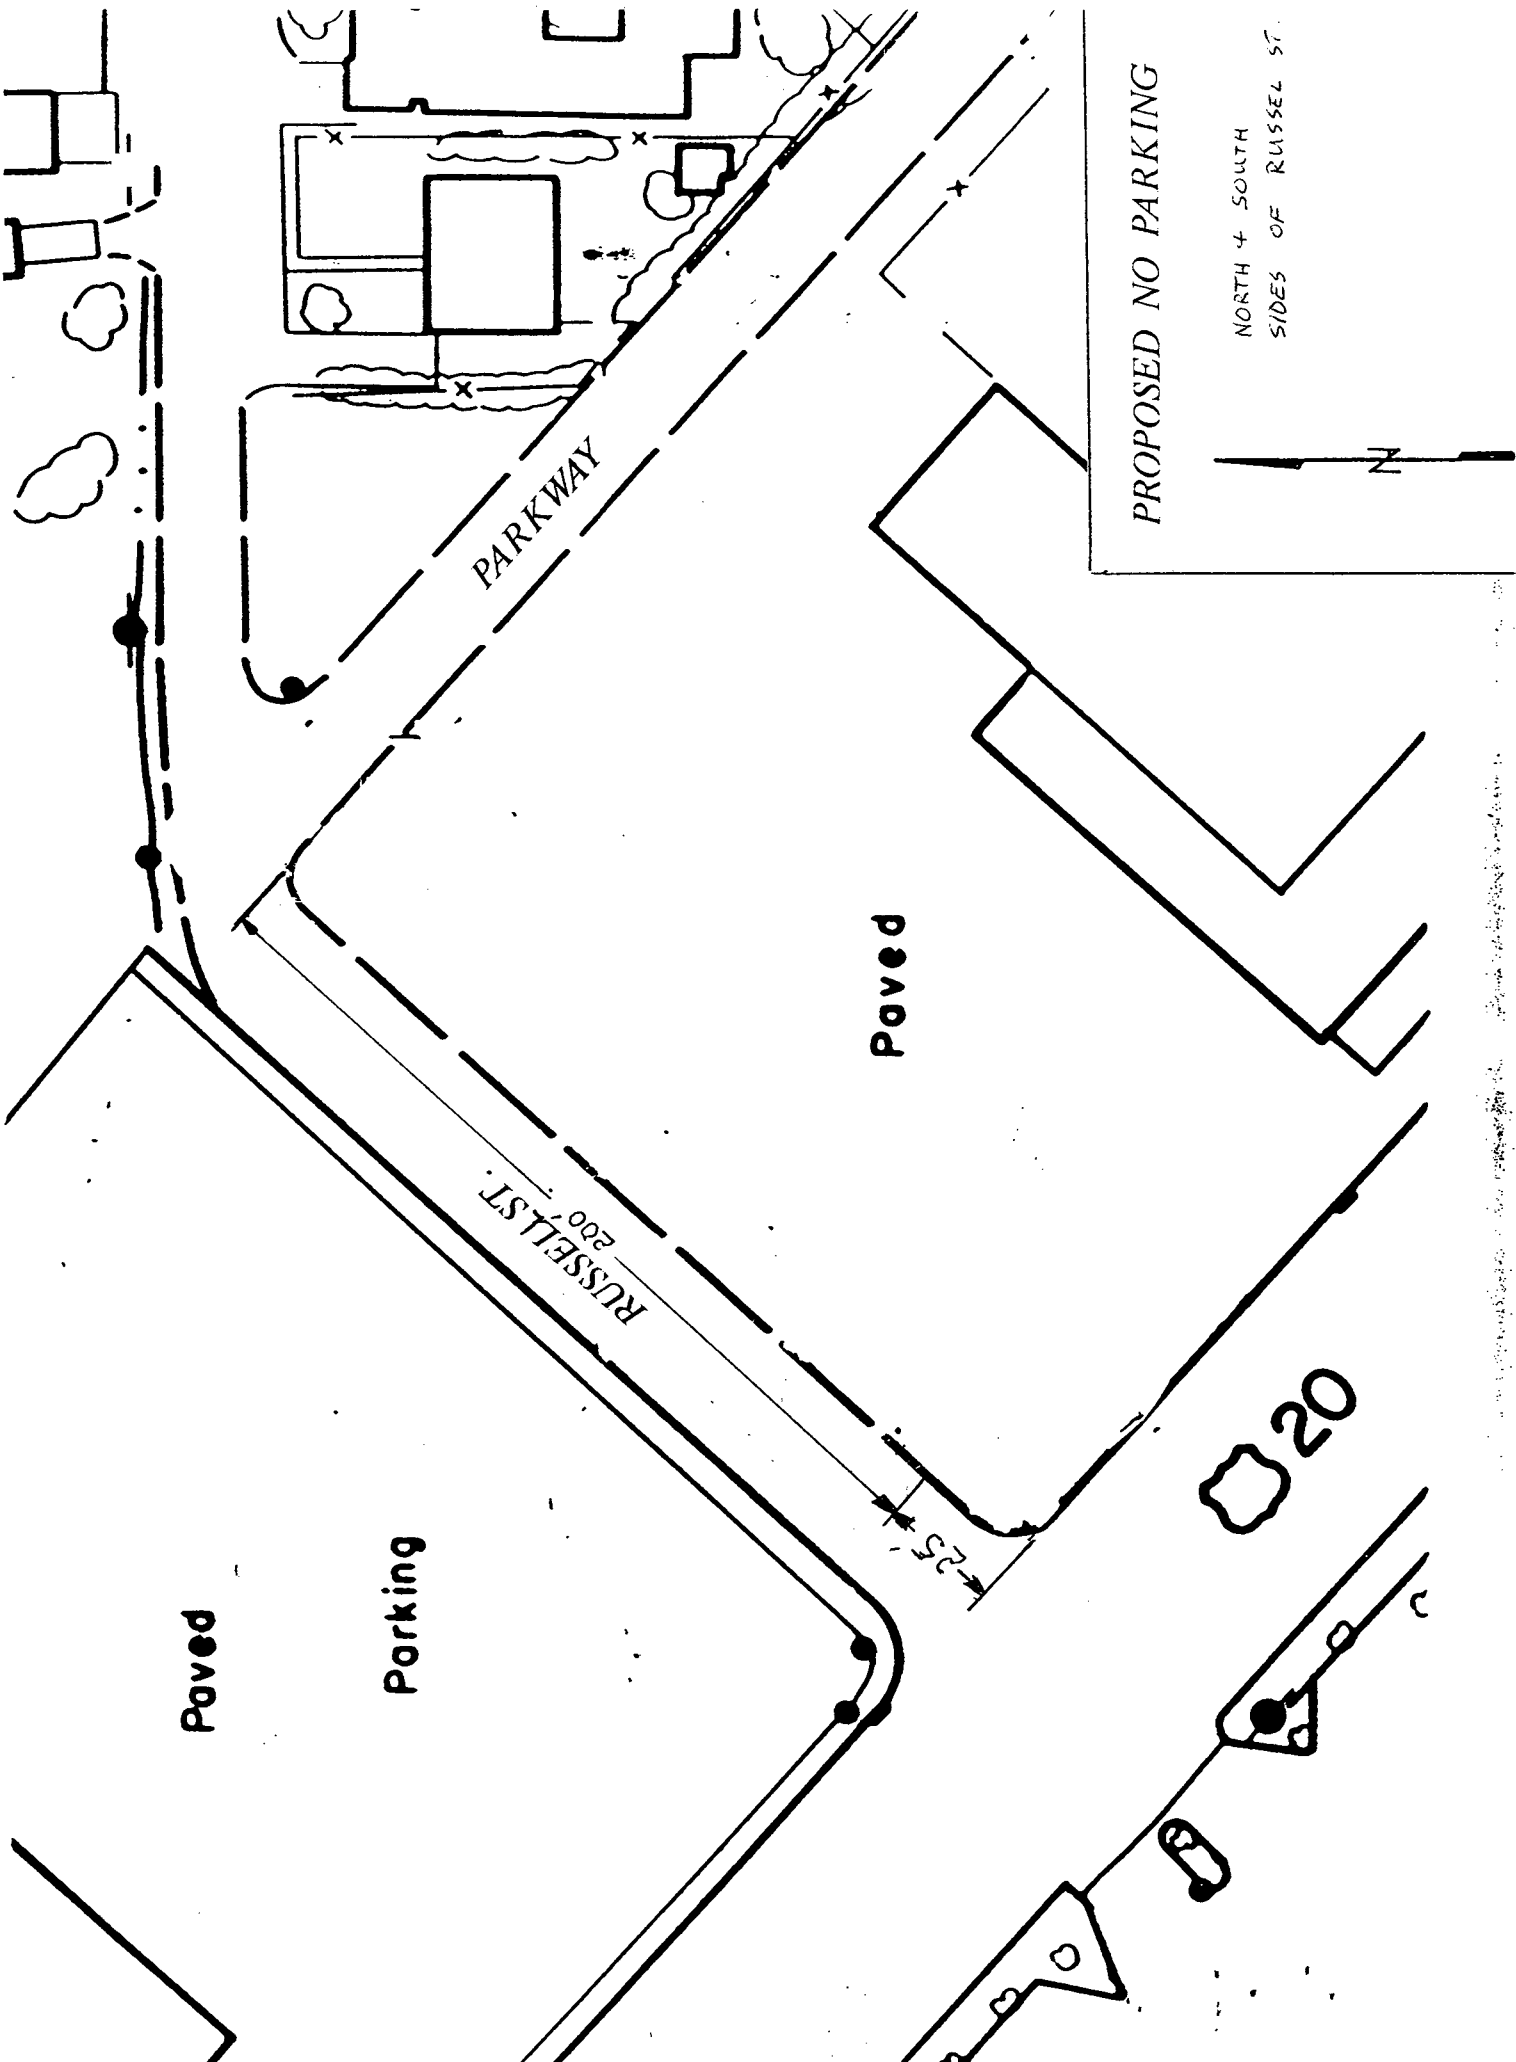 PROPOSED NO PARKING
NORTH + SOUTH
SIDES OF RUSSEL ST.
N
PARKWAY
RUSSELL ST.
200'
25'
Paved
Paved
Parking
20